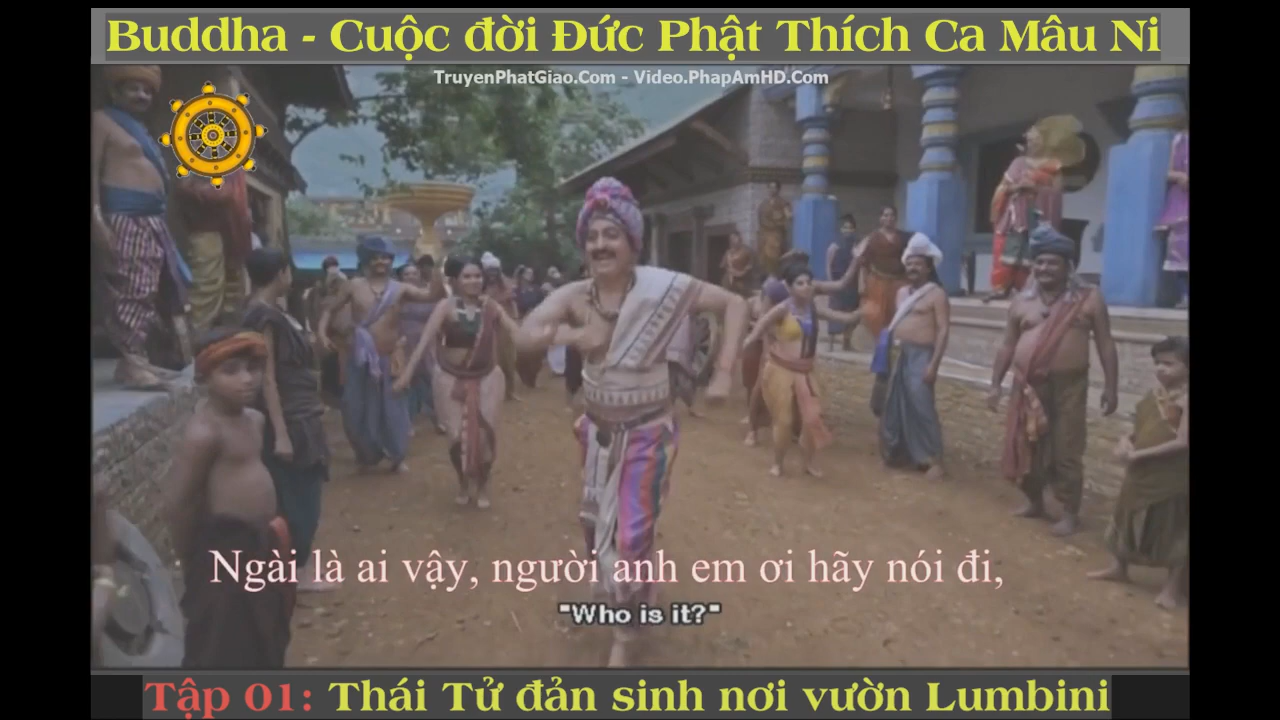 Buddha - Cuộc đời Đức Phật Thích Ca Mâu Ni
TruyenPhatGiao.Com - Video.PhapAmHD.Com
Ngài là ai vậy, người anh em ơi hãy nói đi,
"Who is it?"
Tập 01: Thái Tử đản sinh nơi vườn Lumbini